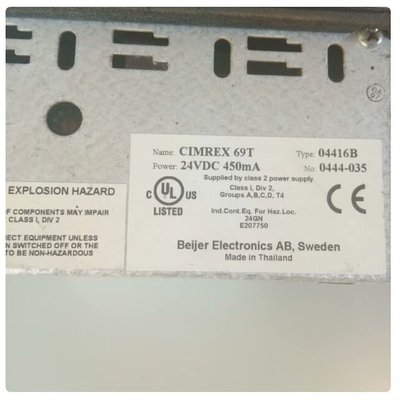 Name: CIMREX 69T Type: 04416B
Power: 24VDC 450mA No: 0444-035
Supplied by class 2 power supply
Class I, Div 2,
Groups A,B,C,D, T4
C UL US
LISTED
Ind.Cont.Eq. For Haz.Loc.
24GN
E207750
Beijer Electronics AB, Sweden
Made in Thailand
EXPLOSION HAZARD
OF COMPONENTS MAY IMPAIR
CLASS I, DIV 2
NECT EQUIPMENT UNLESS
N SWITCHED OFF OR THE
TO BE NON-HAZARDOUS